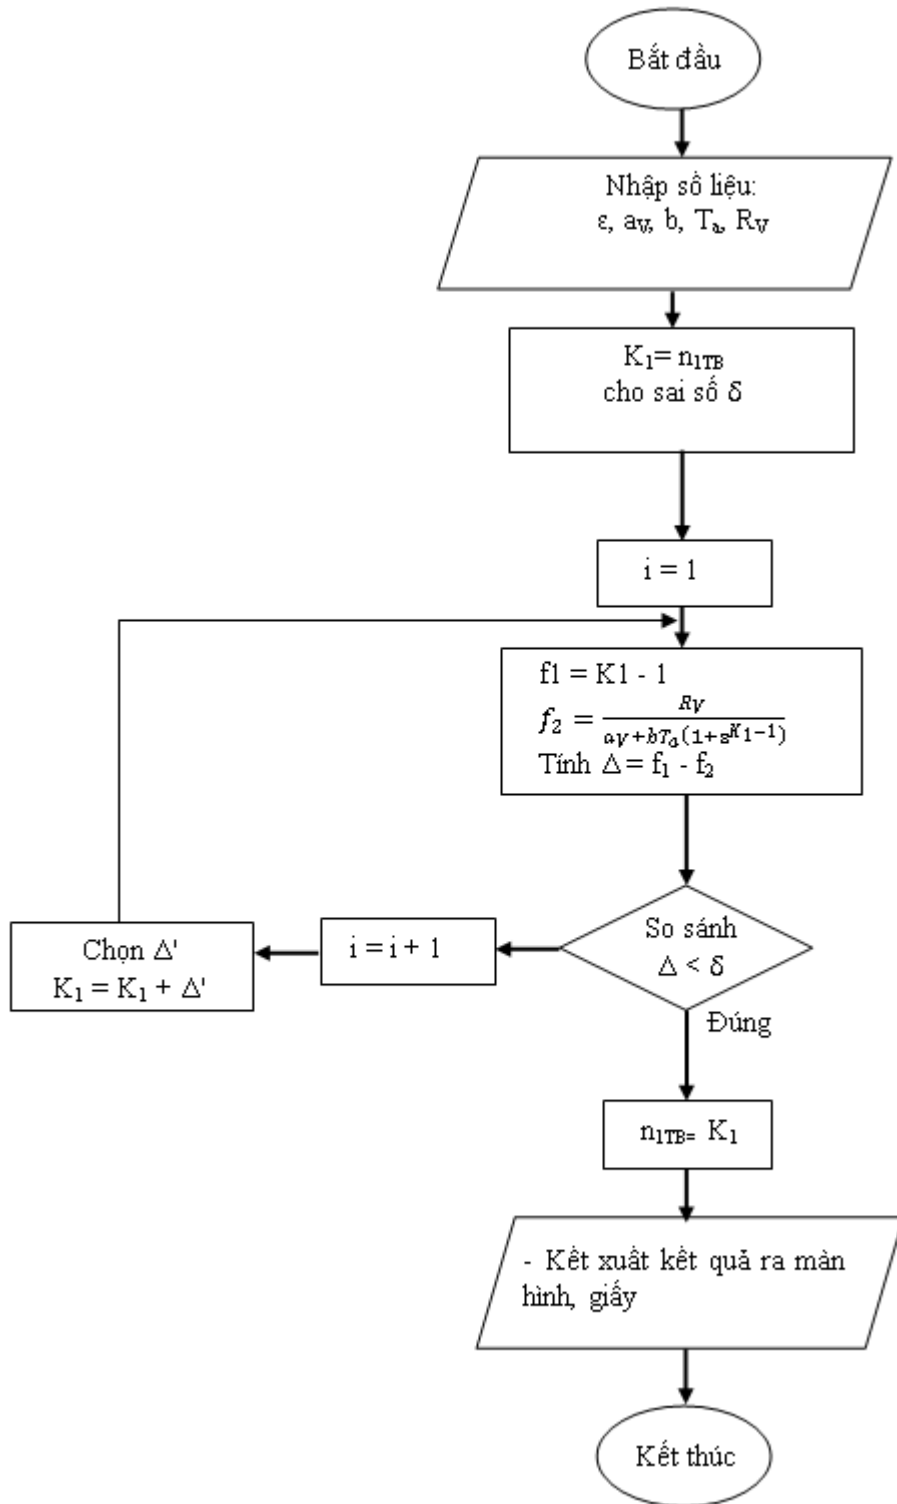 Bắt đầu
Nhập số liệu:
ε, aᵥ, b, Tₐ, Rᵥ
K₁= n₁TB
cho sai số δ
i = 1
f1 = K1 - 1
f₂ = Rᵥ / (aᵥ+bTₐ(1+ε^(K₁−1)))
Tính Δ = f₁ - f₂
So sánh
Δ < δ
i = i + 1
Chọn Δ'
K₁ = K₁ + Δ'
Đúng
n₁TB= K₁
- Kết xuất kết quả ra màn
hình, giấy
Kết thúc